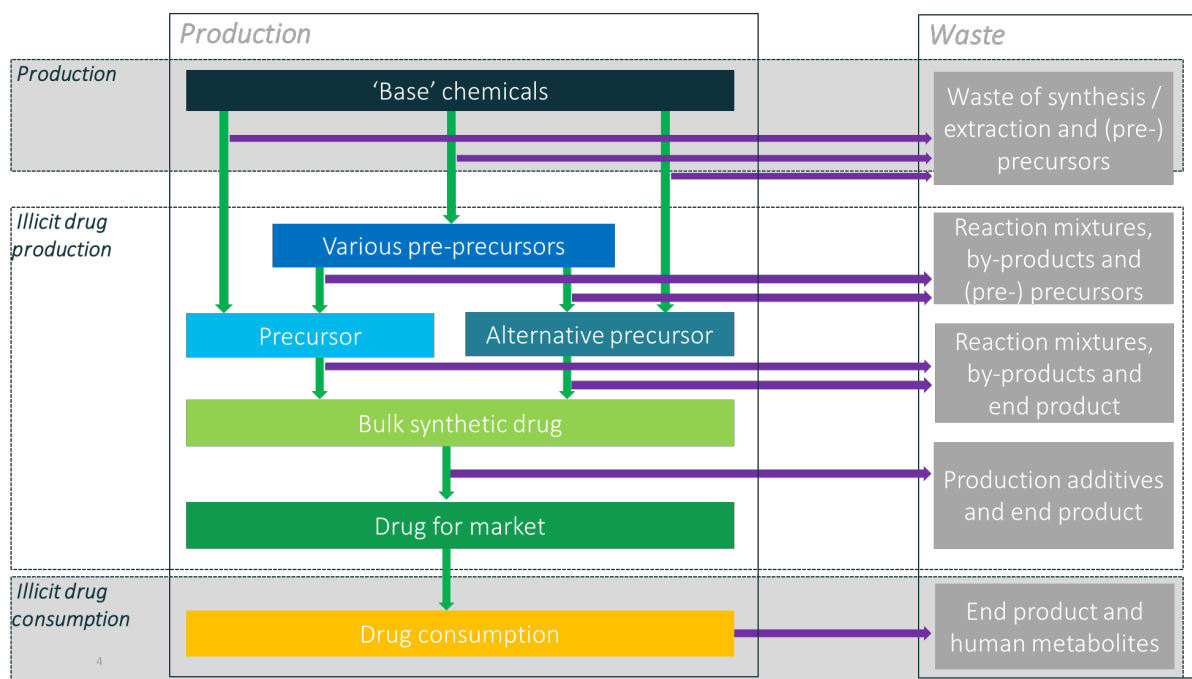 Production
Waste
Production
'Base' chemicals
Waste of synthesis /
extraction and (pre-)
precursors
Illicit drug
production
Various pre-precursors
Reaction mixtures,
by-products and
(pre-) precursors
Precursor
Alternative precursor
Reaction mixtures,
by-products and
end product
Bulk synthetic drug
Production additives
and end product
Drug for market
Illicit drug
consumption
Drug consumption
End product and
human metabolites
4